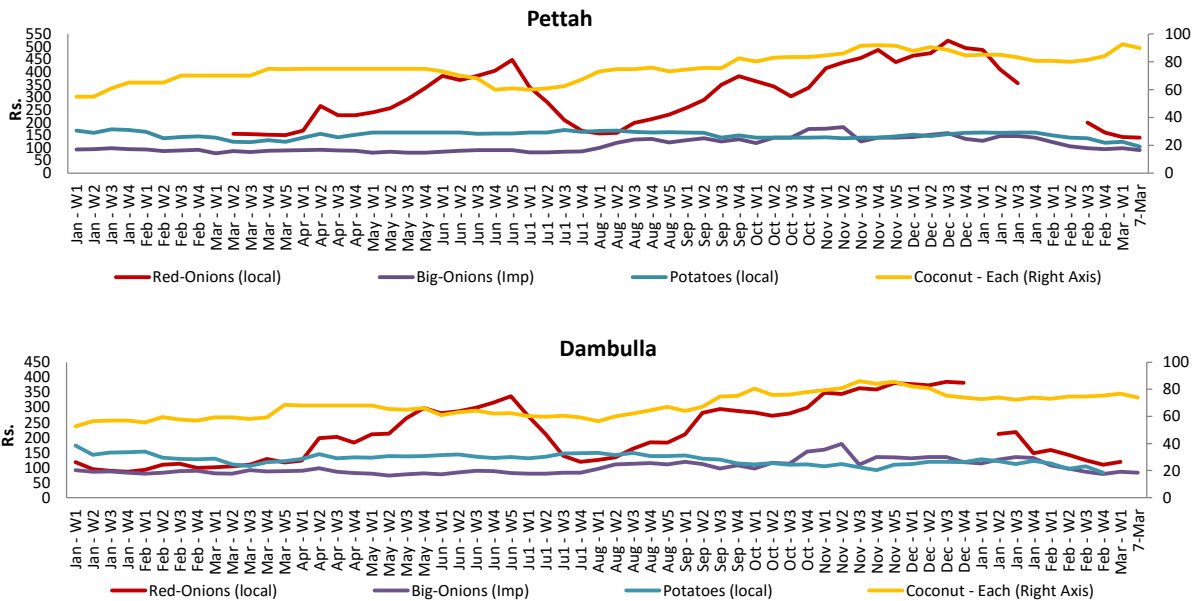 Pettah
550
500
450
400
350
300
250
200
150
100
50
0
Rs.
100
80
60
40
20
0
Jan - W1
Jan - W2
Jan - W3
Jan - W4
Feb - W1
Feb - W2
Feb - W3
Feb - W4
Mar - W1
Mar - W2
Mar - W3
Mar - W4
Mar - W5
Apr - W1
Apr - W2
Apr - W3
Apr - W4
May - W1
May - W2
May - W3
May - W4
Jun - W1
Jun - W2
Jun - W3
Jun - W4
Jun - W5
Ju1 - W1
Ju1 - W2
Ju1 - W3
Ju1 - W4
Aug - W1
Aug - W2
Aug - W3
Aug - W4
Aug - W5
Sep - W1
Sep - W2
Sep - W3
Sep - W4
Oct - W1
Oct - W2
Oct - W3
Oct - W4
Nov - W1
Nov - W2
Nov - W3
Nov - W4
Nov - W5
Dec - W1
Dec - W2
Dec - W3
Dec - W4
Jan - W1
Jan - W2
Jan - W3
Jan - W4
Feb - W1
Feb - W2
Feb - W3
Feb - W4
Mar - W1
7-Mar
Red-Onions (local)
Big-Onions (Imp)
Potatoes (local)
Coconut - Each (Right Axis)
Dambulla
450
400
350
300
250
200
150
100
50
0
Rs.
100
80
60
40
20
0
Jan - W1
Jan - W2
Jan - W3
Jan - W4
Feb - W1
Feb - W2
Feb - W3
Feb - W4
Mar - W1
Mar - W2
Mar - W3
Mar - W4
Mar - W5
Apr - W1
Apr - W2
Apr - W3
Apr - W4
May - W1
May - W2
May - W3
May - W4
Jun - W1
Jun - W2
Jun - W3
Jun - W4
Jun - W5
Ju1 - W1
Ju1 - W2
Ju1 - W3
Ju1 - W4
Aug - W1
Aug - W2
Aug - W3
Aug - W4
Aug - W5
Sep - W1
Sep - W2
Sep - W3
Sep - W4
Oct - W1
Oct - W2
Oct - W3
Oct - W4
Nov - W1
Nov - W2
Nov - W3
Nov - W4
Nov - W5
Dec - W1
Dec - W2
Dec - W3
Dec - W4
Jan - W1
Jan - W2
Jan - W3
Jan - W4
Feb - W1
Feb - W2
Feb - W3
Feb - W4
Mar - W1
7-Mar
Red-Onions (local)
Big-Onions (Imp)
Potatoes (local)
Coconut - Each (Right Axis)